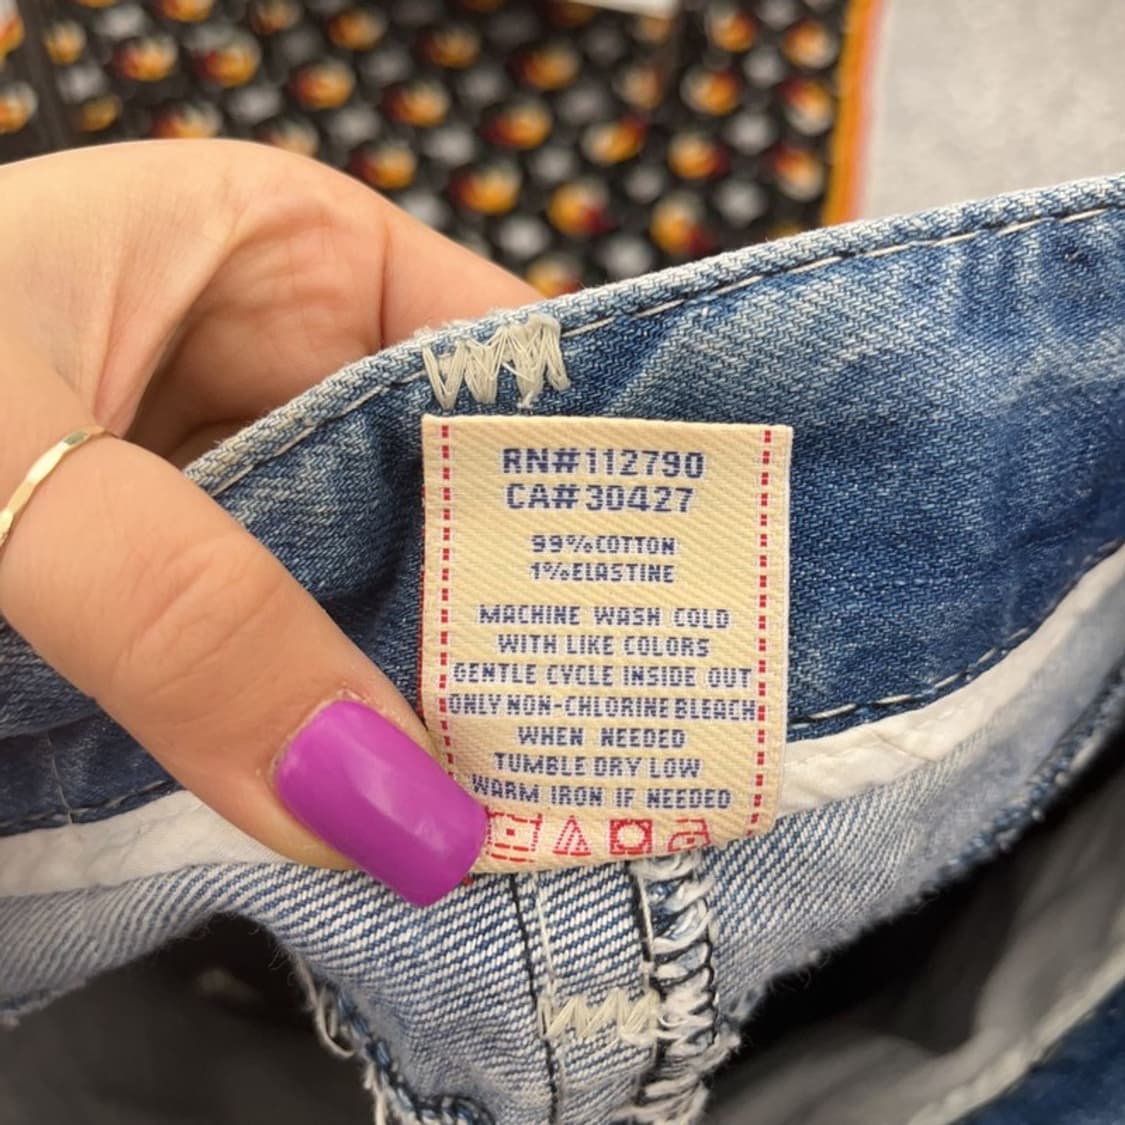 RN#112790
CA#30427
99%COTTON
1%ELASTINE
MACHINE WASH COLD
WITH LIKE COLORS
GENTLE CYCLE INSIDE OUT
ONLY NON-CHLORINE BLEACH
WHEN NEEDED
TUMBLE DRY LOW
WARM IRON IF NEEDED